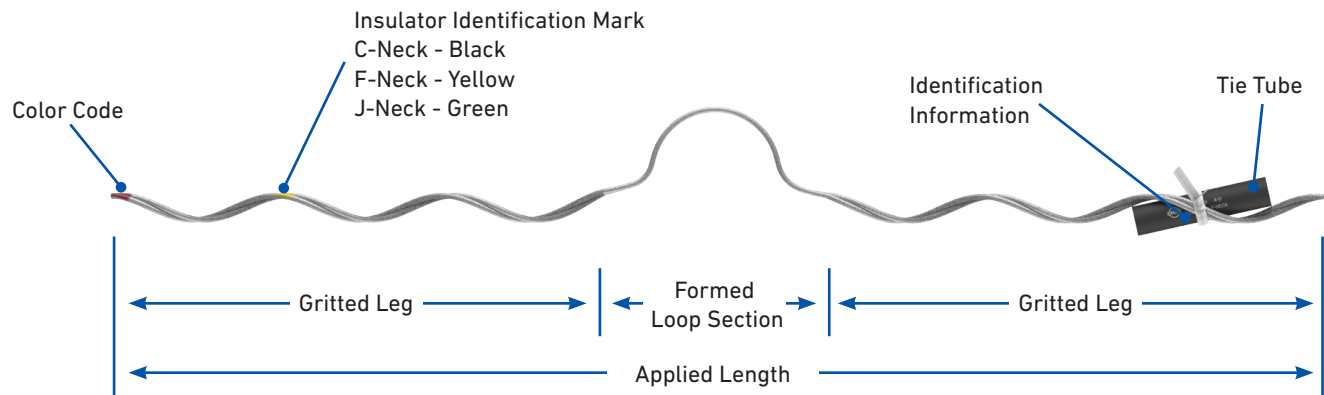 Insulator Identification Mark
C-Neck - Black
F-Neck - Yellow
J-Neck - Green
Color Code
Identification
Information
Tie Tube
F-NECK
Gritted Leg
Formed
Loop Section
Gritted Leg
Applied Length